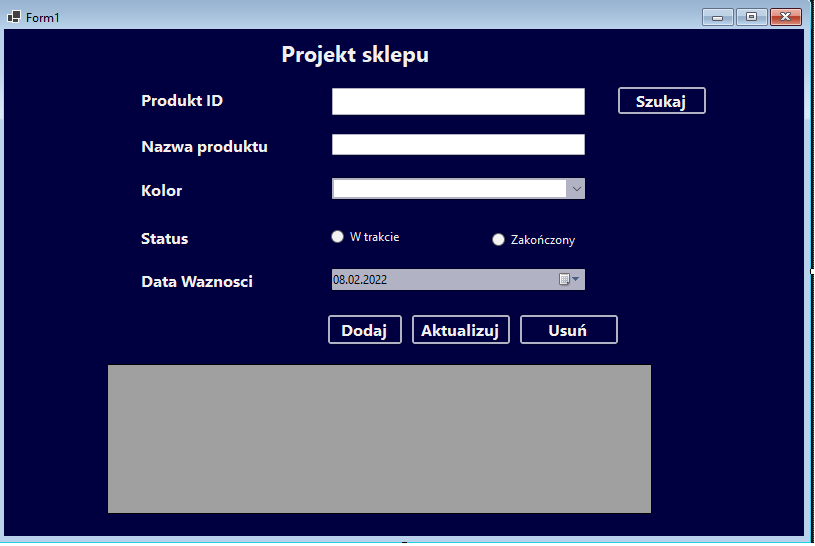 Form1
Projekt sklepu
Produkt ID
Szukaj
Nazwa produktu
Kolor
Status
W trakcie
Zakończony
Data Waznosci
08.02.2022
Dodaj
Aktualizuj
Usuń